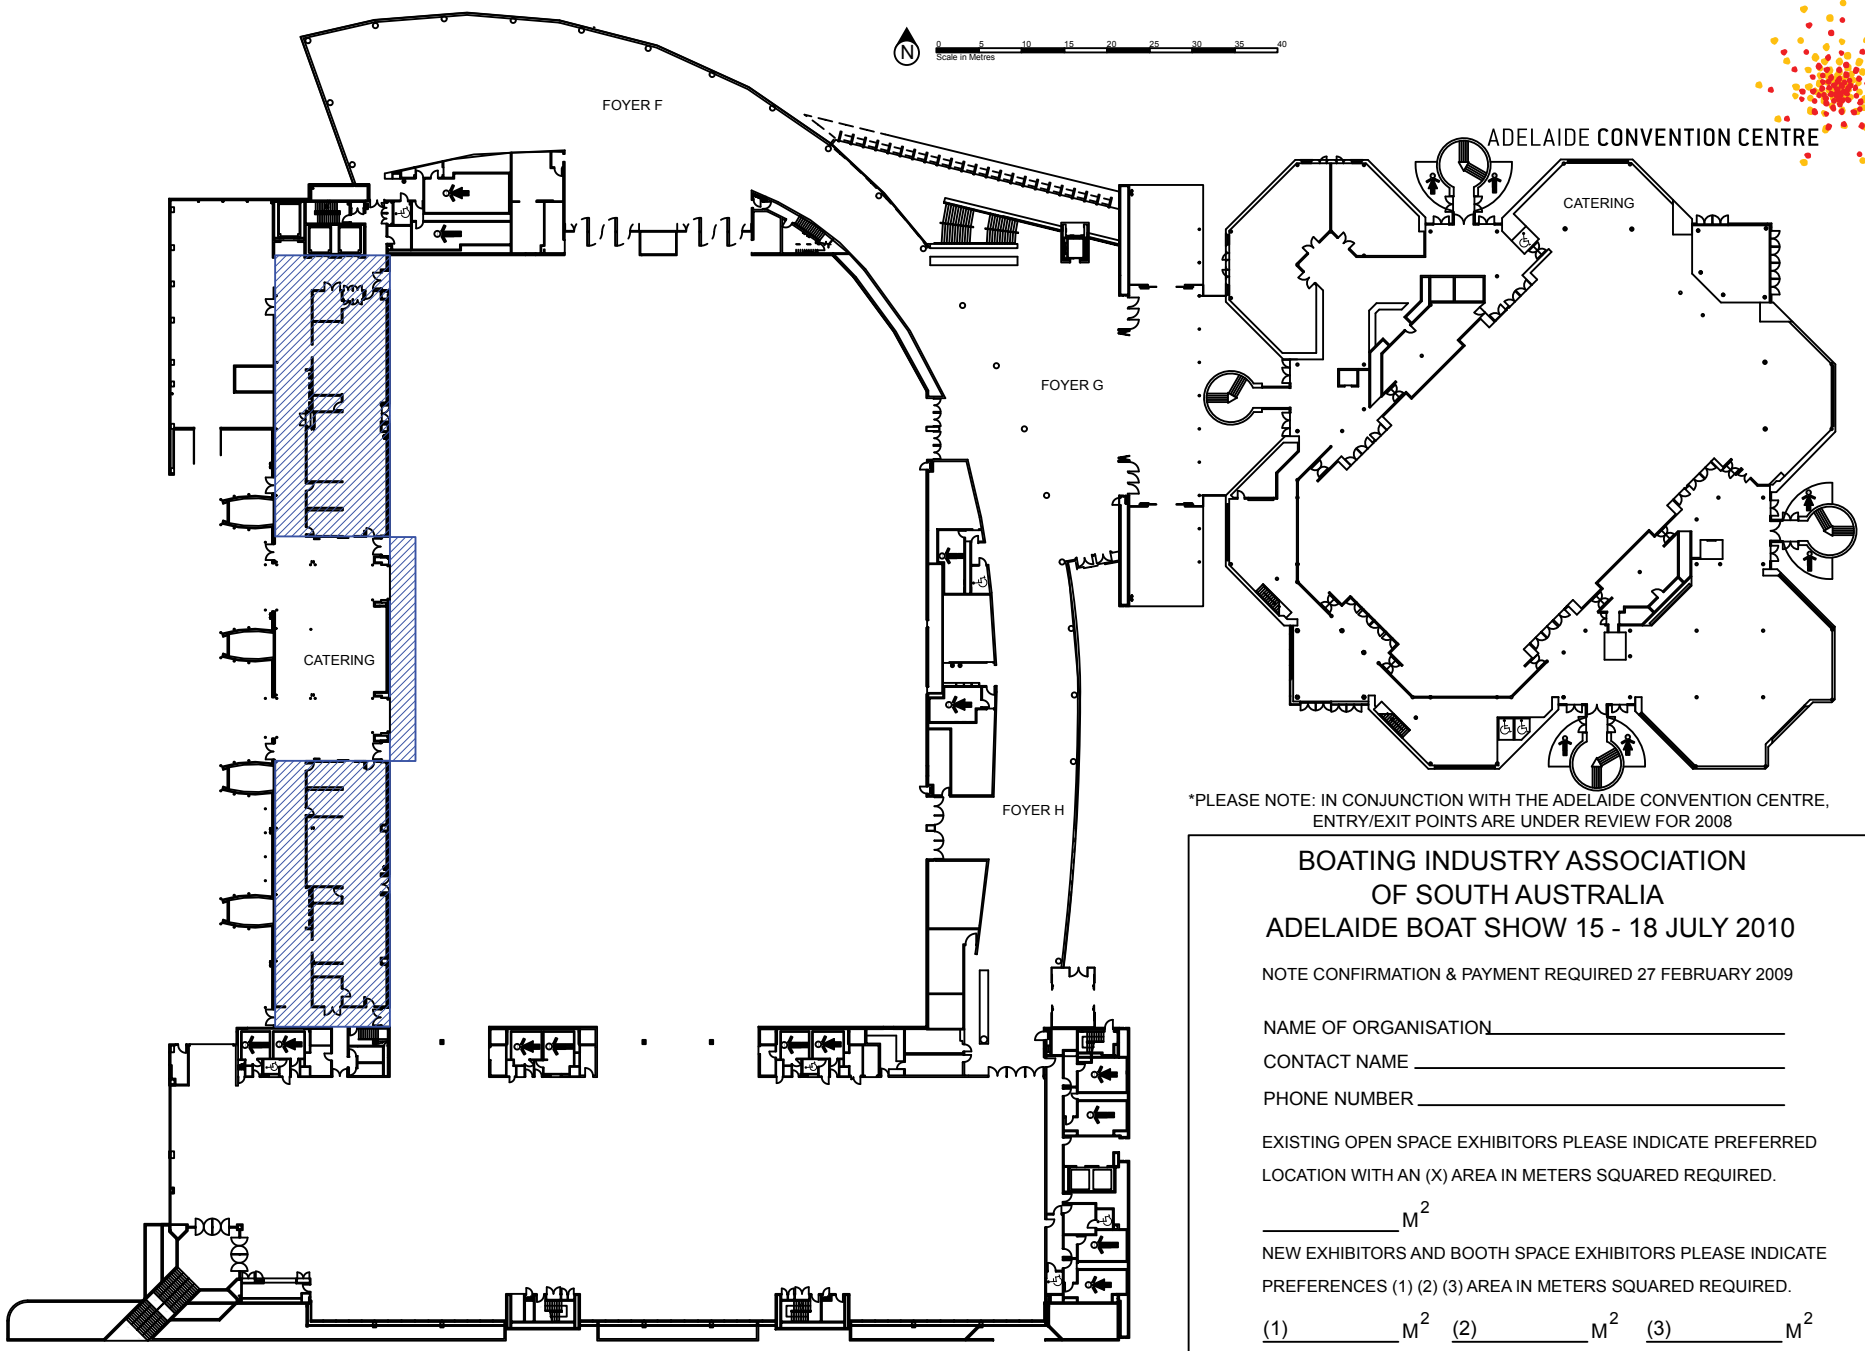 FOYER F
N
0 5 10 15 20 25 30 35 40
Scale in Metres
ADELAIDE CONVENTION CENTRE
CATERING
FOYER G
CATERING
FOYER H
*PLEASE NOTE: IN CONJUNCTION WITH THE ADELAIDE CONVENTION CENTRE,
ENTRY/EXIT POINTS ARE UNDER REVIEW FOR 2008
BOATING INDUSTRY ASSOCIATION
OF SOUTH AUSTRALIA
ADELAIDE BOAT SHOW 15 - 18 JULY 2010
NOTE CONFIRMATION & PAYMENT REQUIRED 27 FEBRUARY 2009
NAME OF ORGANISATION
CONTACT NAME
PHONE NUMBER
EXISTING OPEN SPACE EXHIBITORS PLEASE INDICATE PREFERRED
LOCATION WITH AN (X) AREA IN METERS SQUARED REQUIRED.
M²
NEW EXHIBITORS AND BOOTH SPACE EXHIBITORS PLEASE INDICATE
PREFERENCES (1) (2) (3) AREA IN METERS SQUARED REQUIRED.
(1) M² (2) M² (3) M²